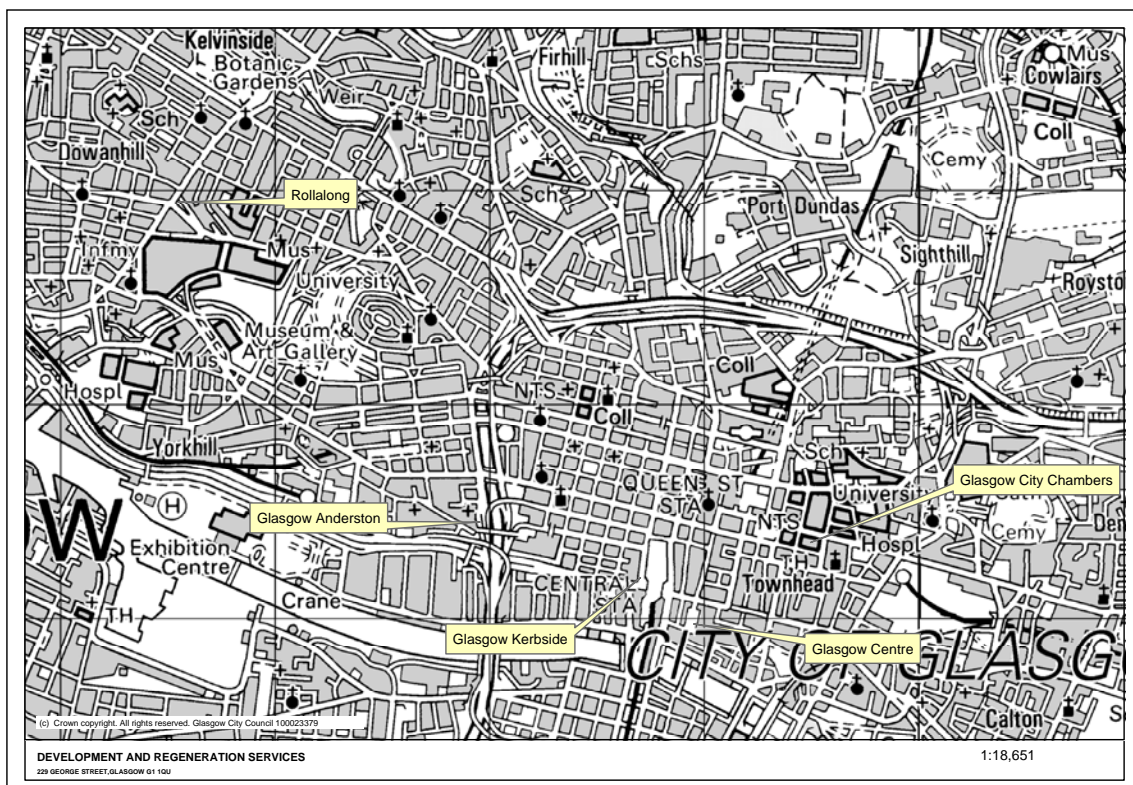 Kelvinside
Botanic
Gardens
Weir
Firhill
Schs
Mus
Cowlairs
Coll
Sch
Dowanhill
Cemy
Rollalong
Sch
Port Dundas
Infmy
Mus
Sighthill
University
Museum &
Art Gallery
Mus
Coll
Hospl
NTS
Coll
Yorkhill
Sch
QUEEN ST
STA
University
Glasgow City Chambers
W
H
Glasgow Anderston
NTS
Hospl
Cemy
Exhibition
Centre
TH
Townhead
CENTRAL
STA
Crane
TH
Glasgow Kerbside
Glasgow Centre
CITY OF GLASG
Calton
(c) Crown copyright. All rights reserved. Glasgow City Council 100023379
DEVELOPMENT AND REGENERATION SERVICES
1:18,651
229 GEORGE STREET,GLASGOW G1 1QU